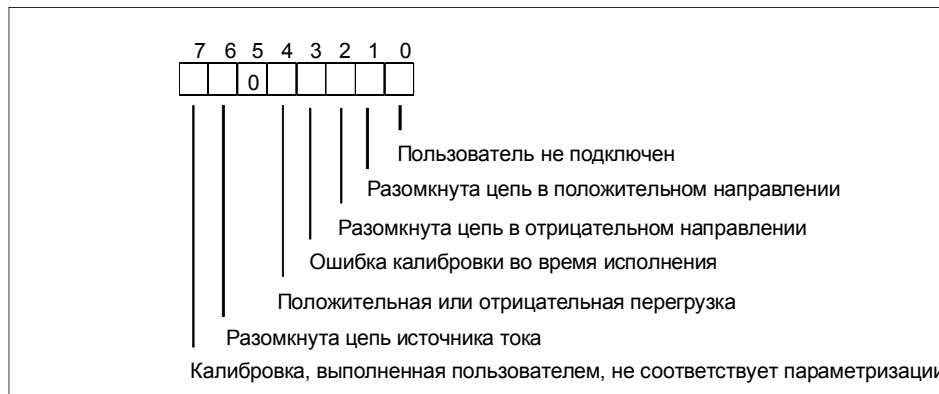 7 6 5 4 3 2 1 0
0
Пользователь не подключен
Разомкнута цепь в положительном направлении
Разомкнута цепь в отрицательном направлении
Ошибка калибровки во время исполнения
Положительная или отрицательная перегрузка
Разомкнута цепь источника тока
Калибровка, выполненная пользователем, не соответствует параметризации